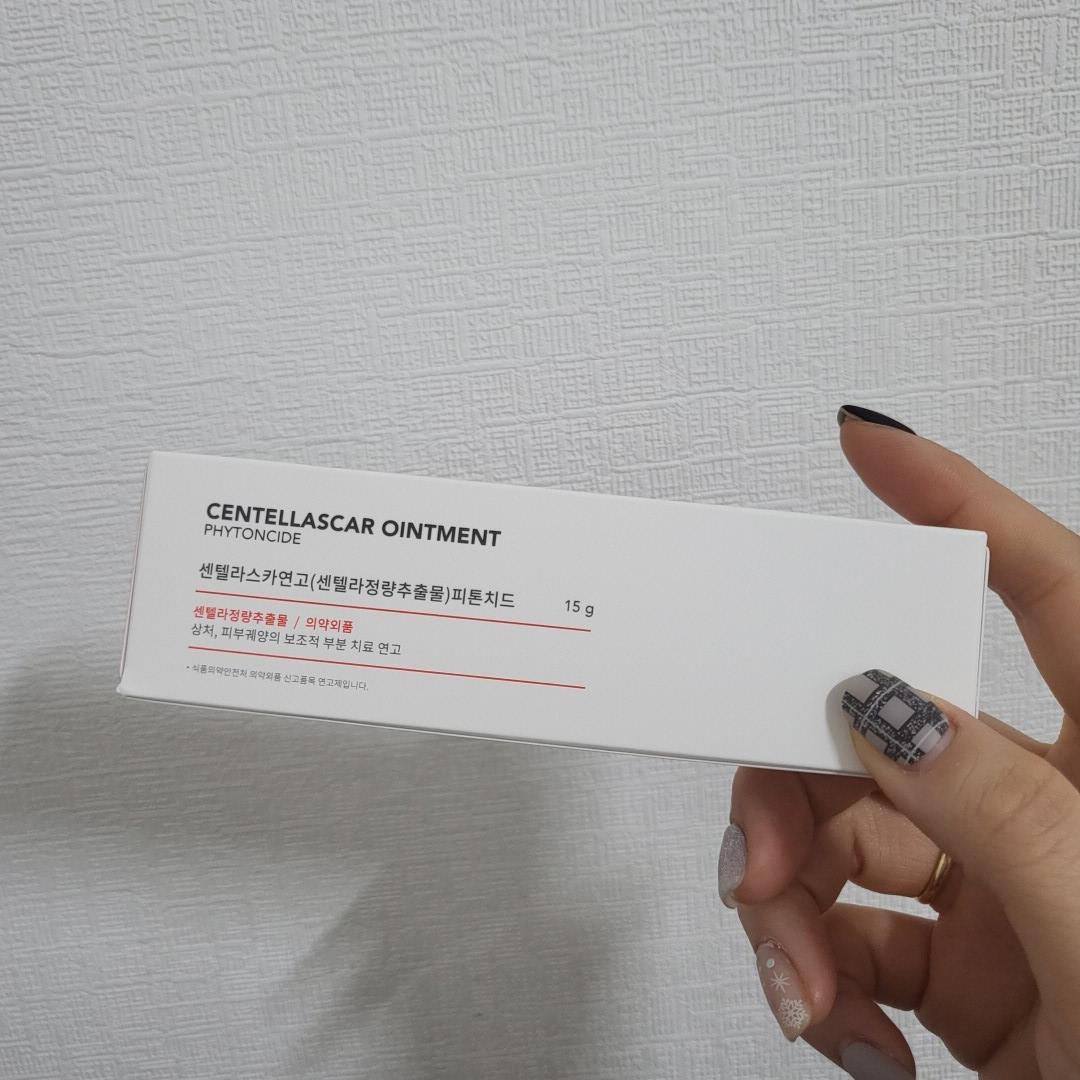 CENTELLASCAR OINTMENT
PHYTONCIDE
센텔라스카연고(센텔라정량추출물)피톤치드 15 g
센텔라정량추출물 / 의약외품
상처, 피부궤양의 보조적 부분 치료 연고
• 식품의약안전처 의약외품 신고품목 연고제입니다.